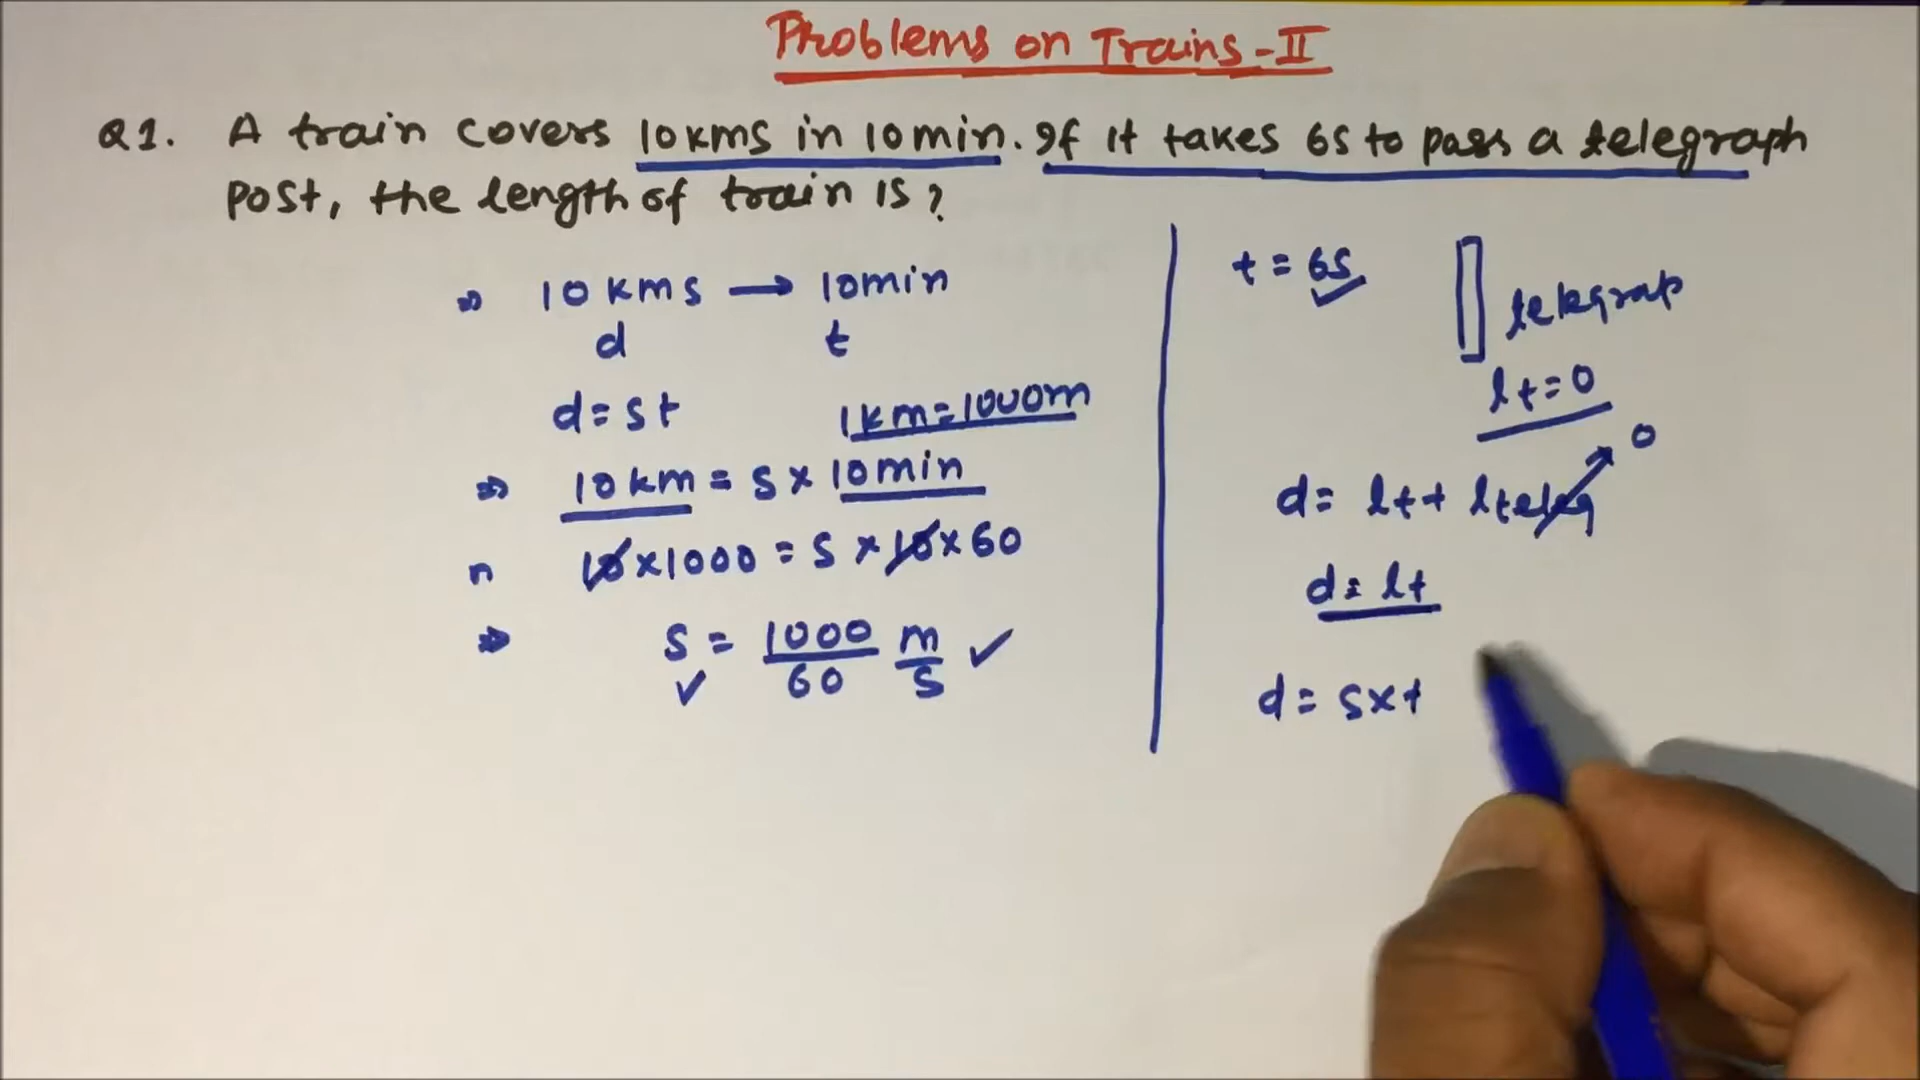 Problems on Trains-II
Q1. A train covers 10kms in 10min. If it takes 6s to pass a telegraph
post, the length of train is?
⇒ 10 kms → 10min
d t
d = st 1km=1000m
⇒ 10km = s × 10min
10×1000 = s × 10×60
⇒ s = 1000/60 m/s ✓
✓
t = 6s
telegrap
lt=0
0
d = lt + lteleg
d = lt
d = s×t